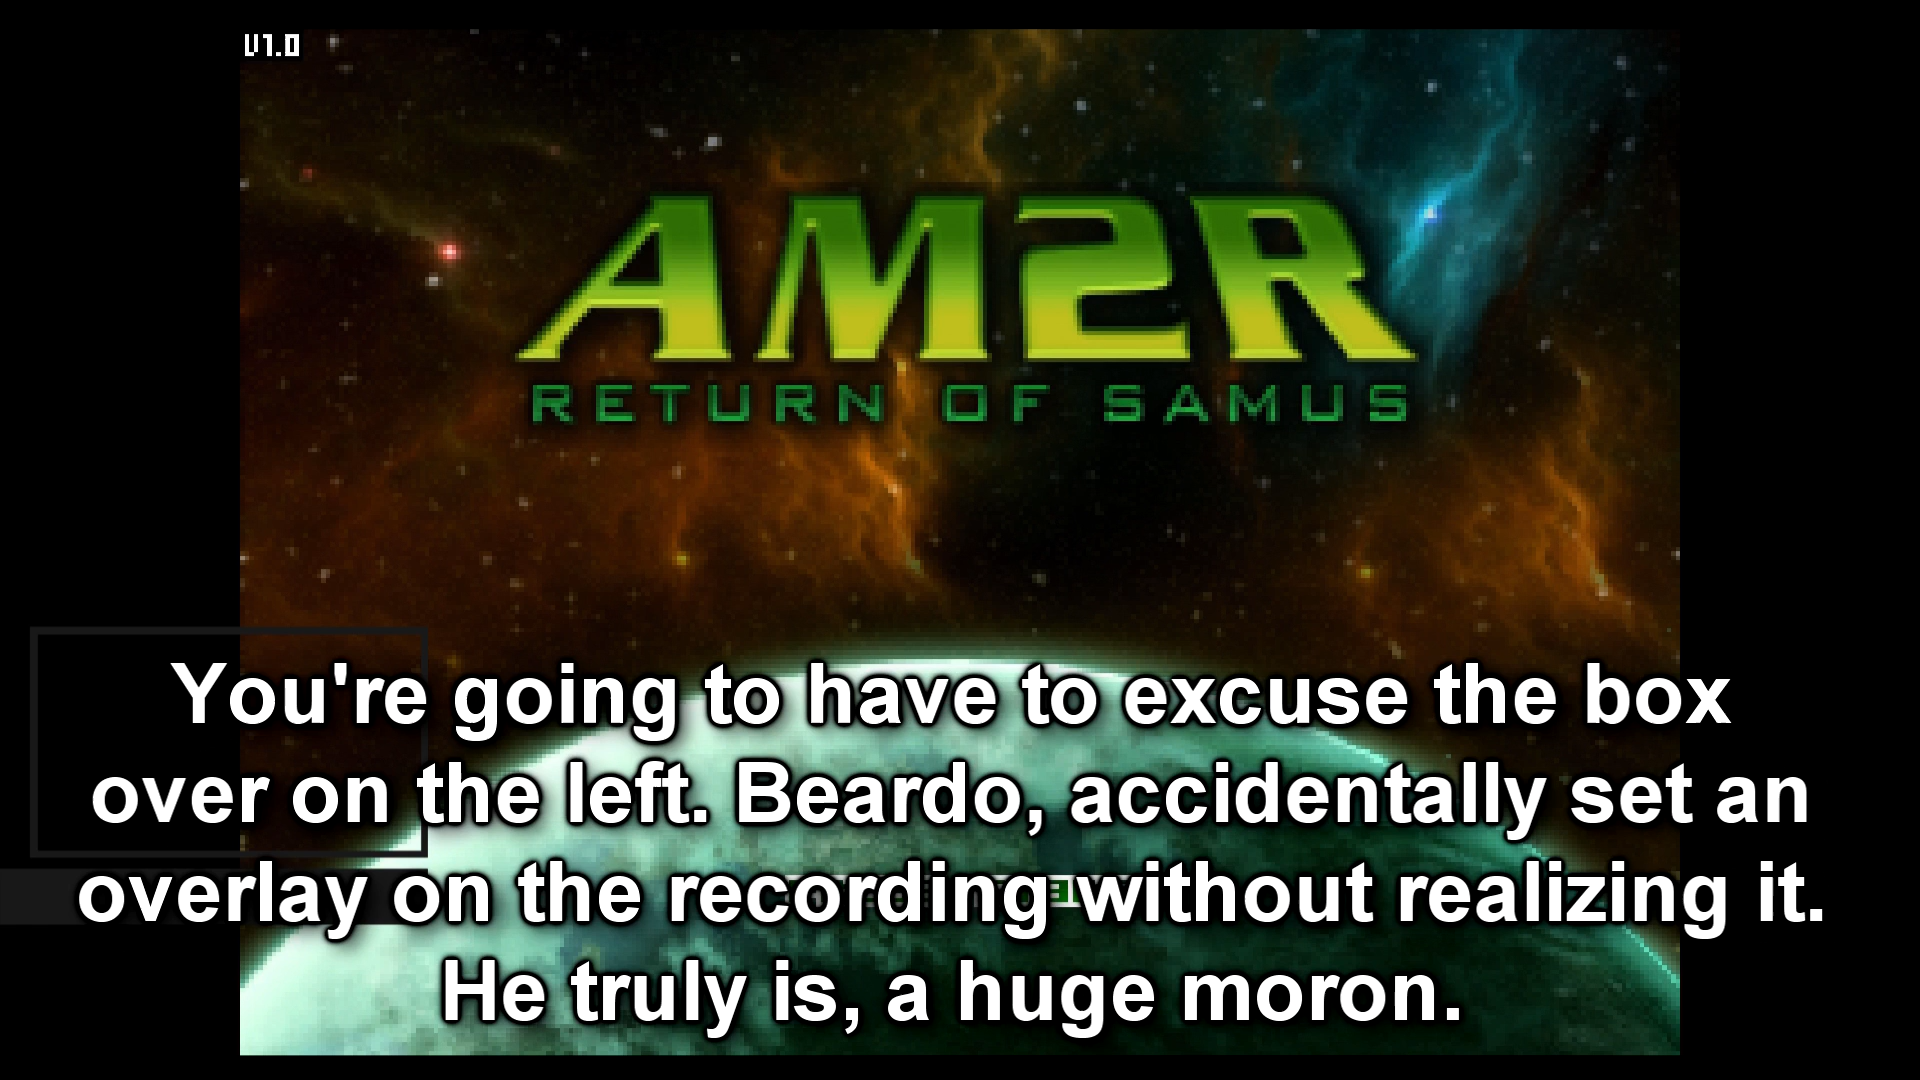 V1.0
AM2R
RETURN OF SAMUS
You're going to have to excuse the box
over on the left. Beardo, accidentally set an
overlay on the recording without realizing it.
He truly is, a huge moron.